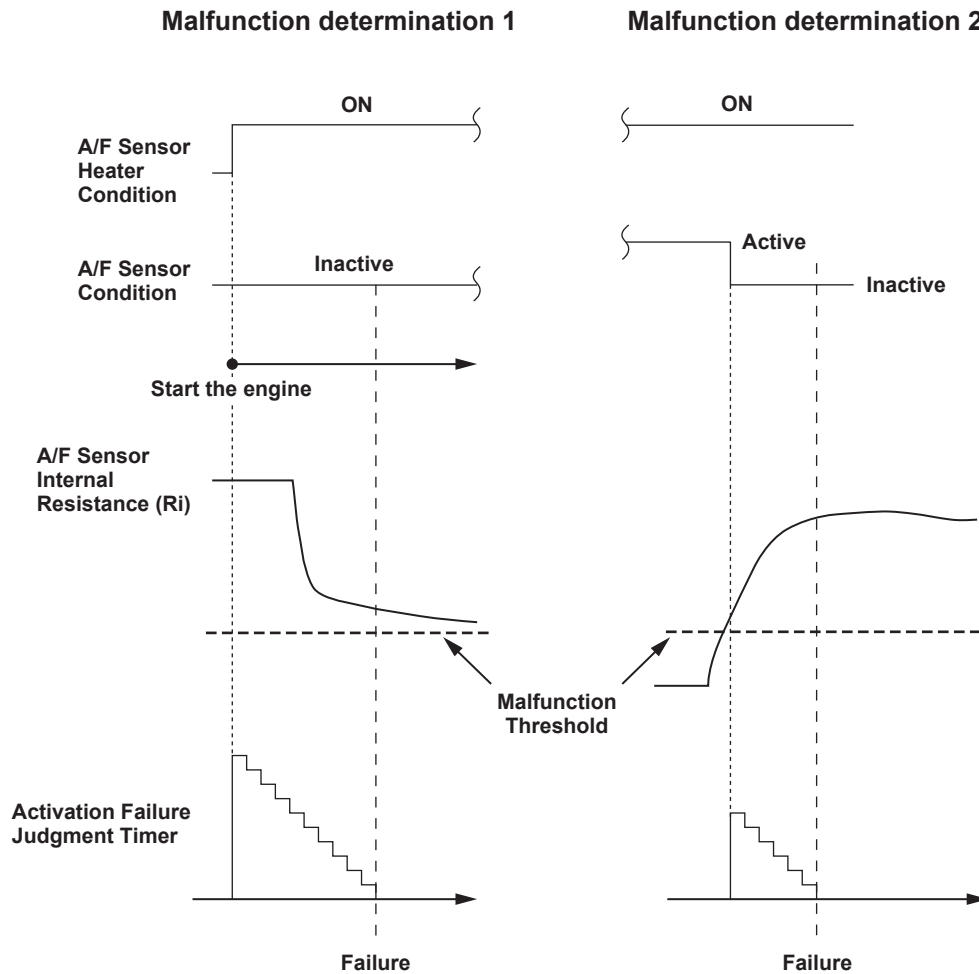 Malfunction determination 1
Malfunction determination 2
ON
ON
A/F Sensor
Heater
Condition
Active
Inactive
A/F Sensor
Condition
Inactive
Start the engine
A/F Sensor
Internal
Resistance (Ri)
Malfunction
Threshold
Activation Failure
Judgment Timer
Failure
Failure